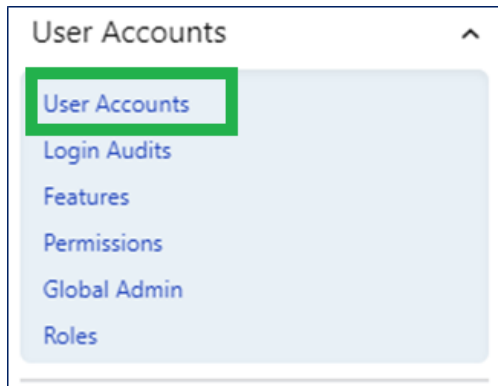 User Accounts
User Accounts
Login Audits
Features
Permissions
Global Admin
Roles